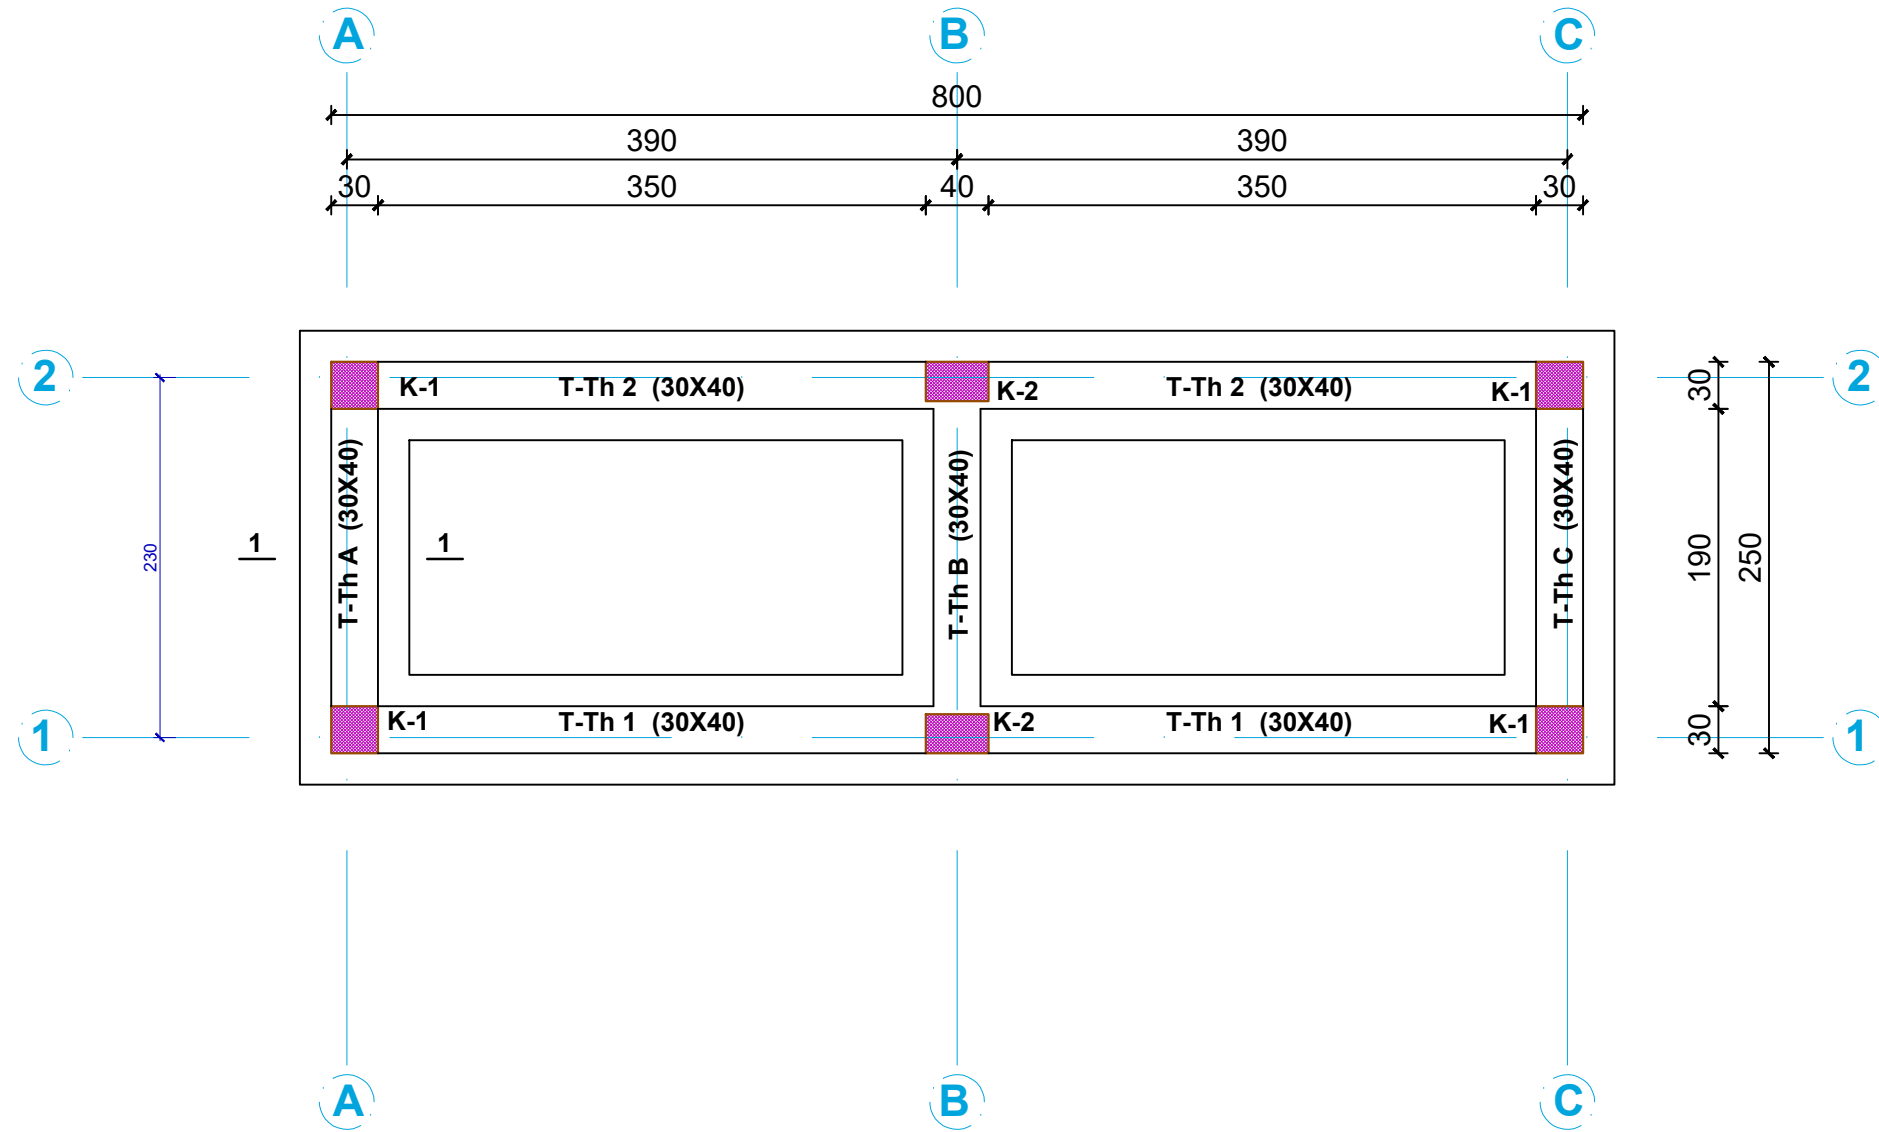 A B C
800
390 390
30 350 40 350 30
2 2
K-1 T-Th 2 (30X40) K-2 T-Th 2 (30X40) K-1
30
T-Th A (30X40)
T-Th B (30X40)
T-Th C (30X40)
1 1
230
190
250
K-1 T-Th 1 (30X40) K-2 T-Th 1 (30X40) K-1
30
1 1
A B C